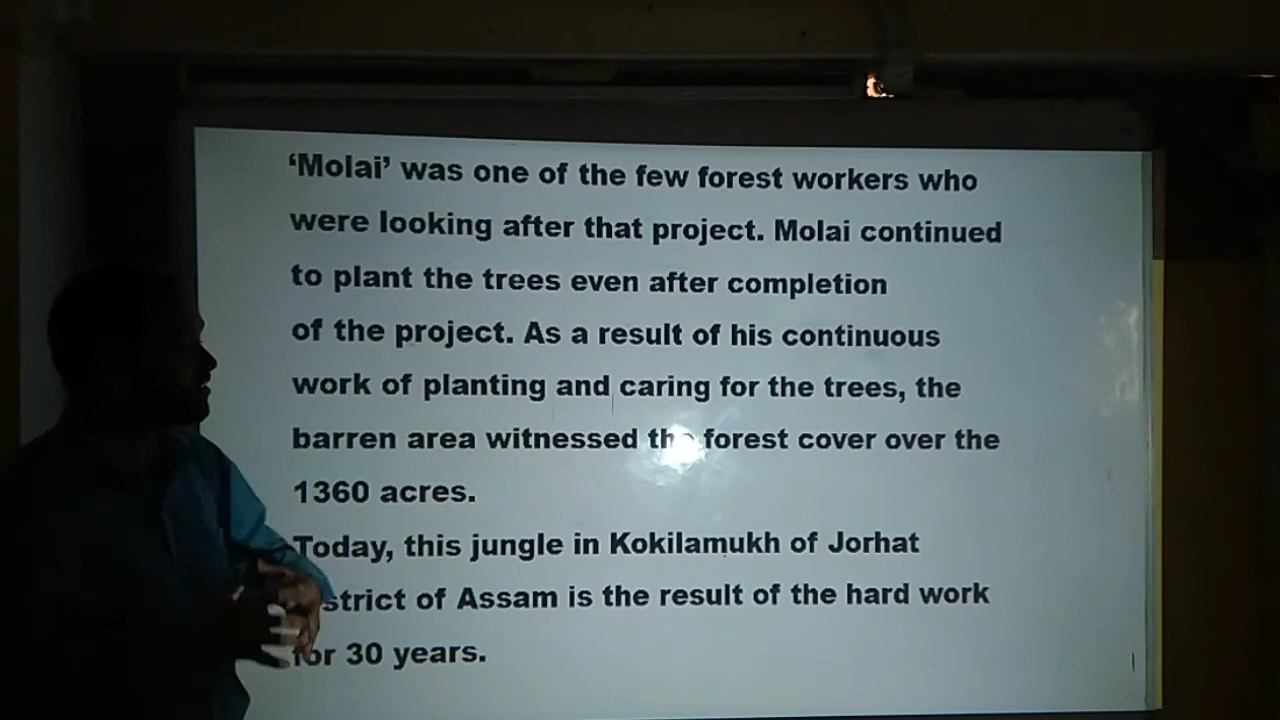 ‘Molai’ was one of the few forest workers who
were looking after that project. Molai continued
to plant the trees even after completion
of the project. As a result of his continuous
work of planting and caring for the trees, the
barren area witnessed the forest cover over the
1360 acres.
Today, this jungle in Kokilamukh of Jorhat
strict of Assam is the result of the hard work
for 30 years.